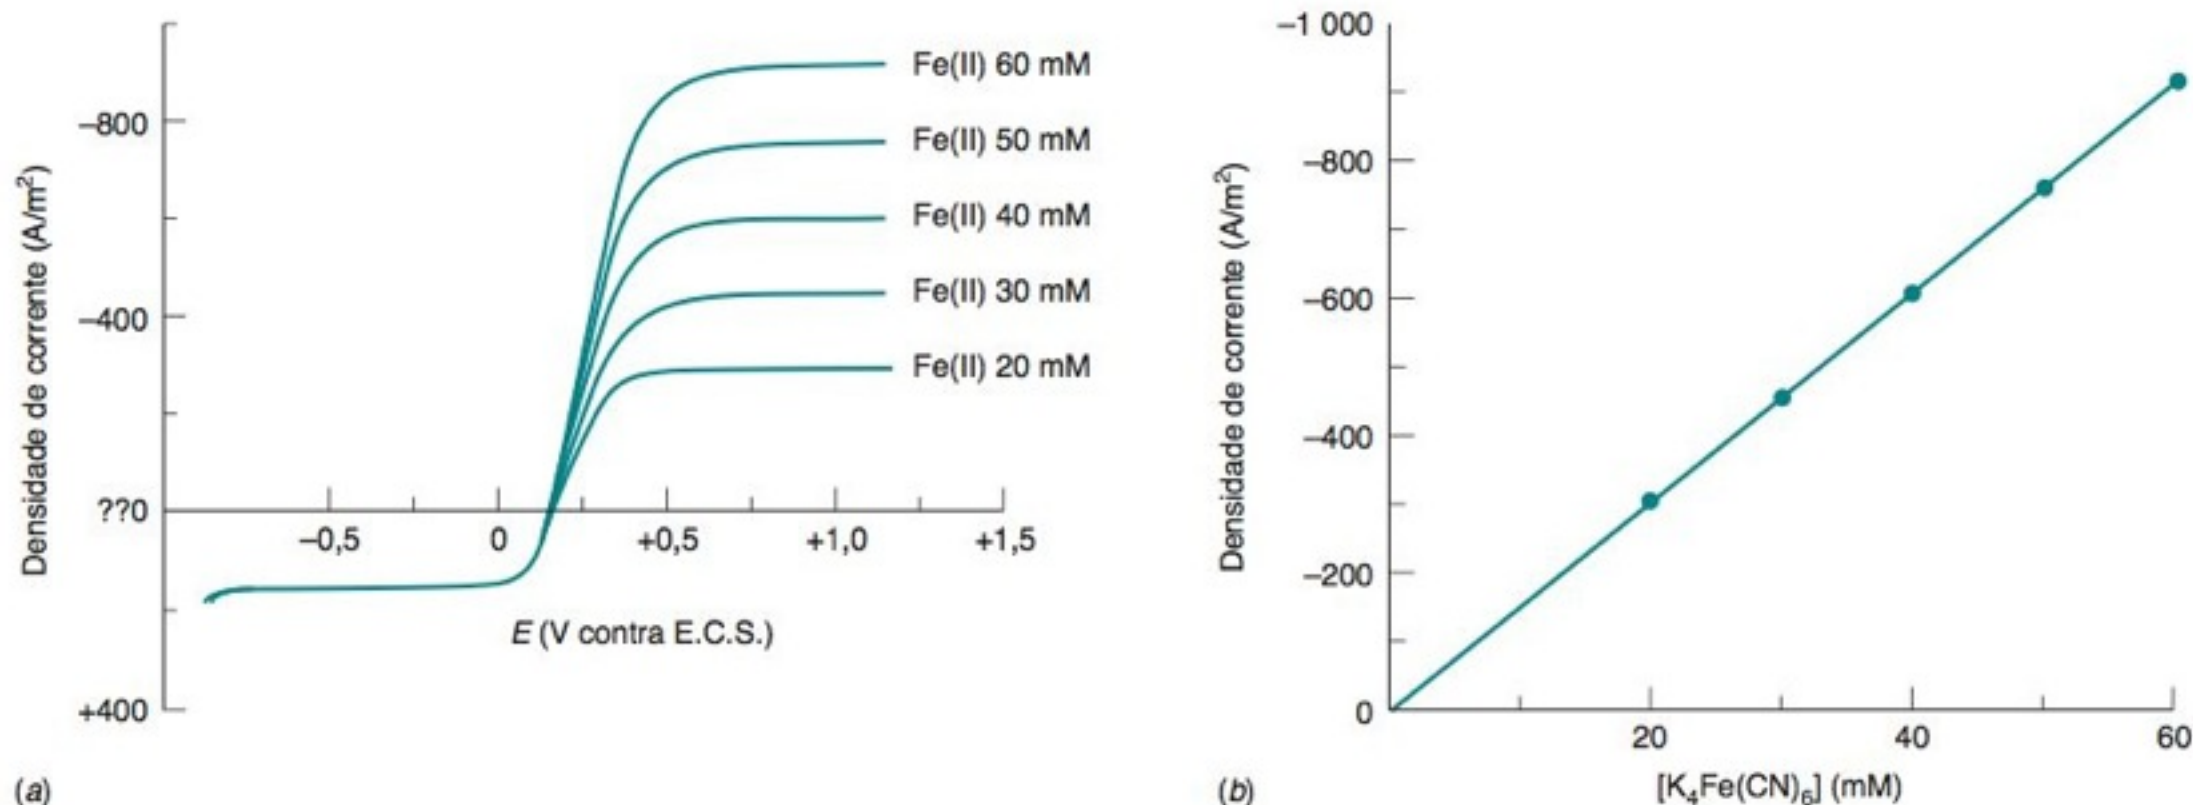 Densidade de corrente (A/m²)
–800
–400
??0
+400
–0,5 0 +0,5 +1,0 +1,5
E (V contra E.C.S.)
Fe(II) 60 mM
Fe(II) 50 mM
Fe(II) 40 mM
Fe(II) 30 mM
Fe(II) 20 mM
(a)
Densidade de corrente (A/m²)
–1 000
–800
–600
–400
–200
0
20 40 60
[K₄Fe(CN)₆] (mM)
(b)